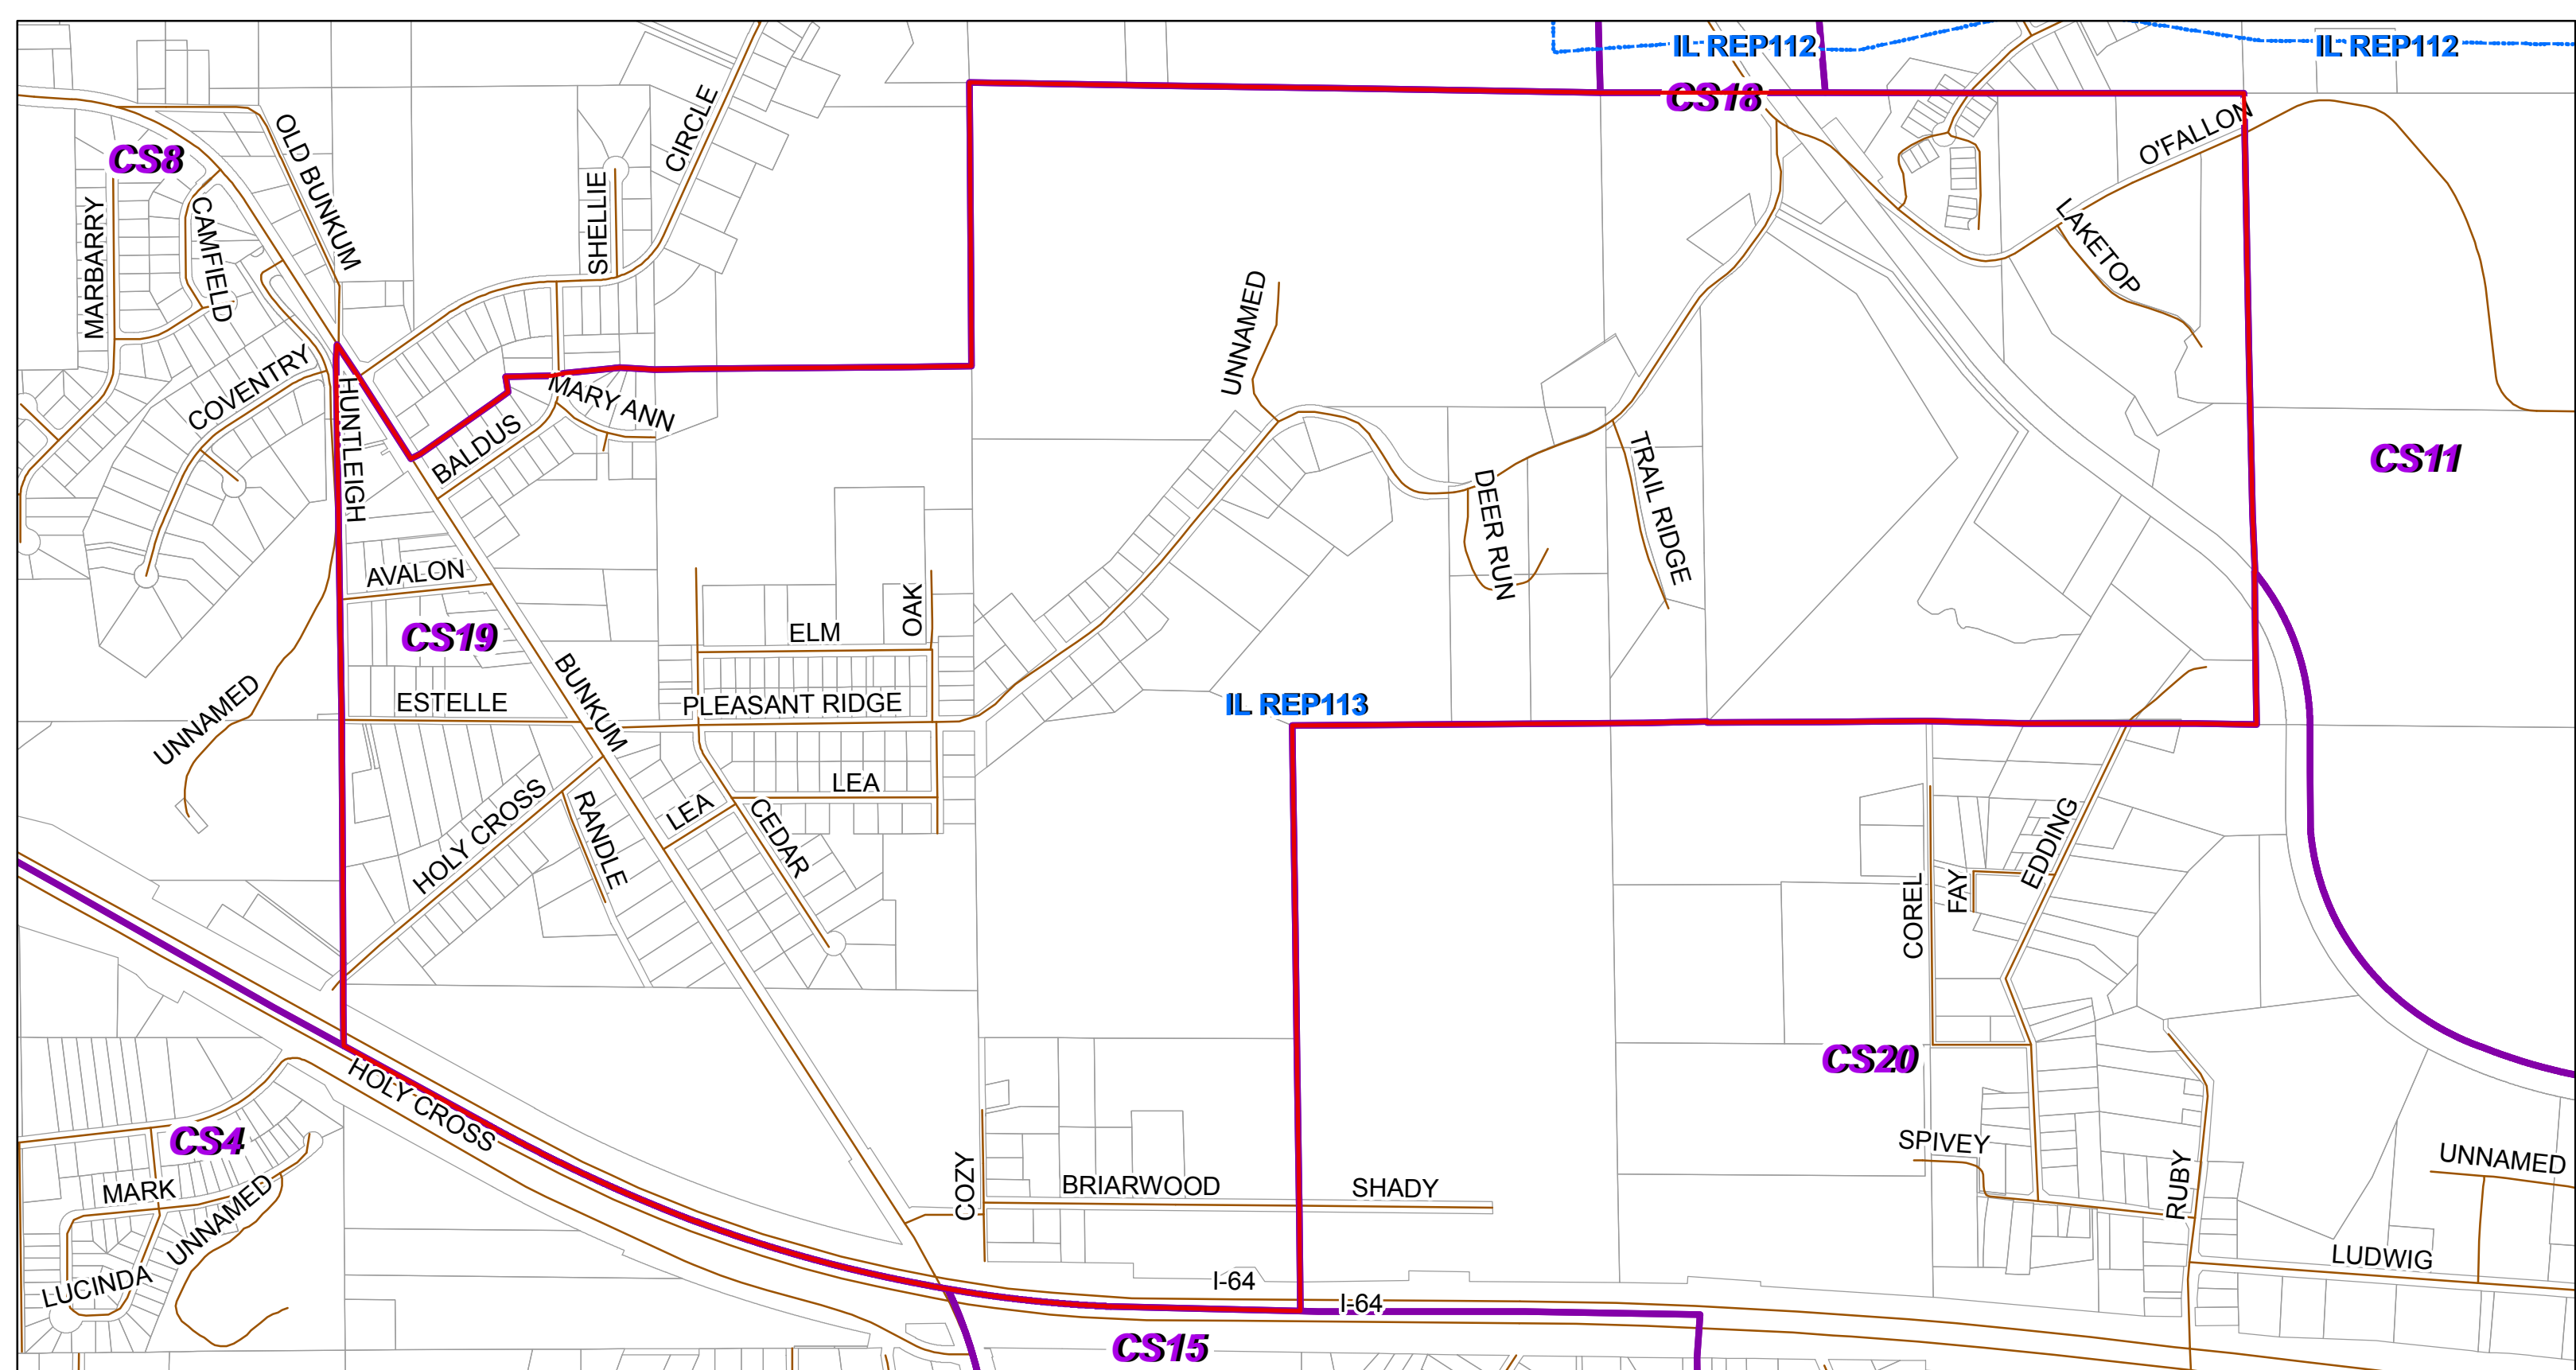 IL REP112
IL REP112
CS18
OLD BUNKUM
CIRCLE
O'FALLON
CS8
SHELLIE
MARBARRY
CAMFIELD
LAKETOP
UNNAMED
COVENTRY
HUNTLEIGH
MARY ANN
BALDUS
TRAIL RIDGE
DEER RUN
CS11
AVALON
OAK
ELM
CS19
BUNKUM
ESTELLE
PLEASANT RIDGE
IL REP113
UNNAMED
LEA
LEA
HOLY CROSS
RANDLE
CEDAR
EDDING
FAY
COREL
HOLY CROSS
CS20
CS4
MARK
UNNAMED
LUCINDA
COZY
BRIARWOOD
SHADY
SPIVEY
RUBY
UNNAMED
LUDWIG
I-64
I-64
CS15